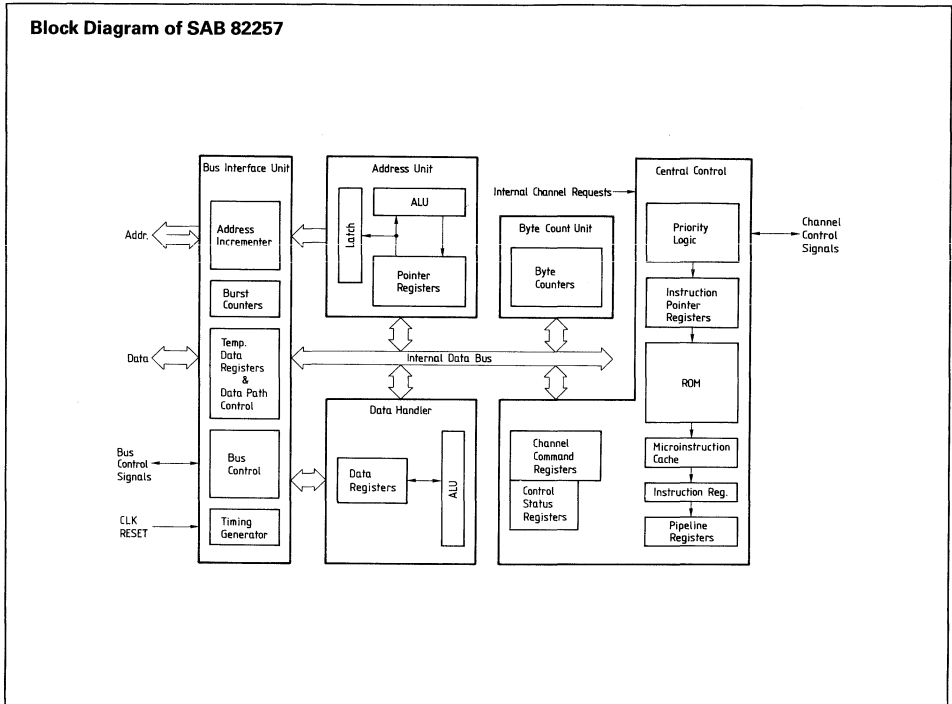 Block Diagram of SAB 82257
Bus Interface Unit
Address
Incrementer
Burst
Counters
Temp.
Data
Registers
&
Data Path
Control
Bus
Control
Timing
Generator
Addr.
Data
Bus
Control
Signals
CLK
RESET
Address Unit
Latch
ALU
Pointer
Registers
Internal Channel Requests
Byte Count Unit
Byte
Counters
Internal Data Bus
Data Handler
Data
Registers
ALU
Central Control
Priority
Logic
Instruction
Pointer
Registers
ROM
Microinstruction
Cache
Instruction Reg.
Pipeline
Registers
Channel
Command
Registers
Control
Status
Registers
Channel
Control
Signals